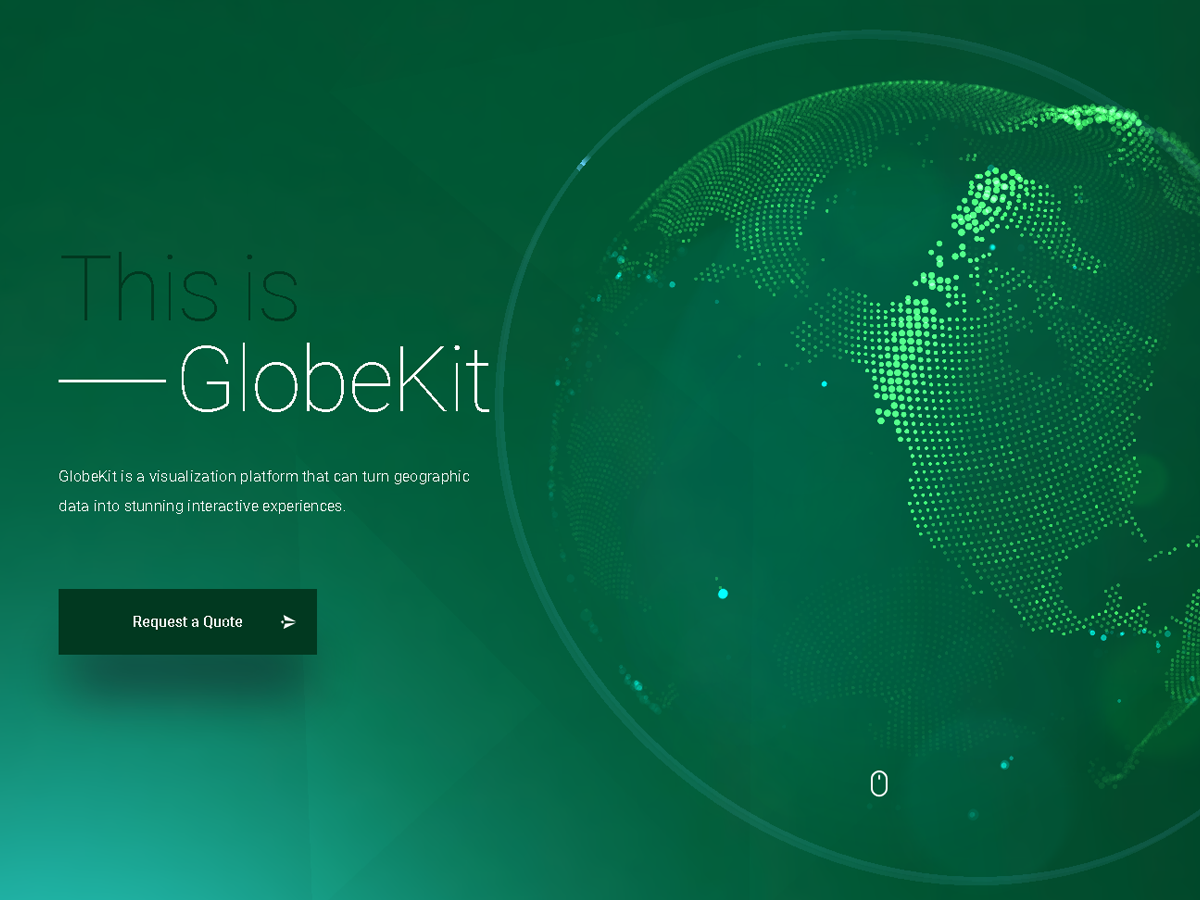 This is
GlobeKit
GlobeKit is a visualization platform that can turn geographic
data into stunning interactive experiences.
Request a Quote